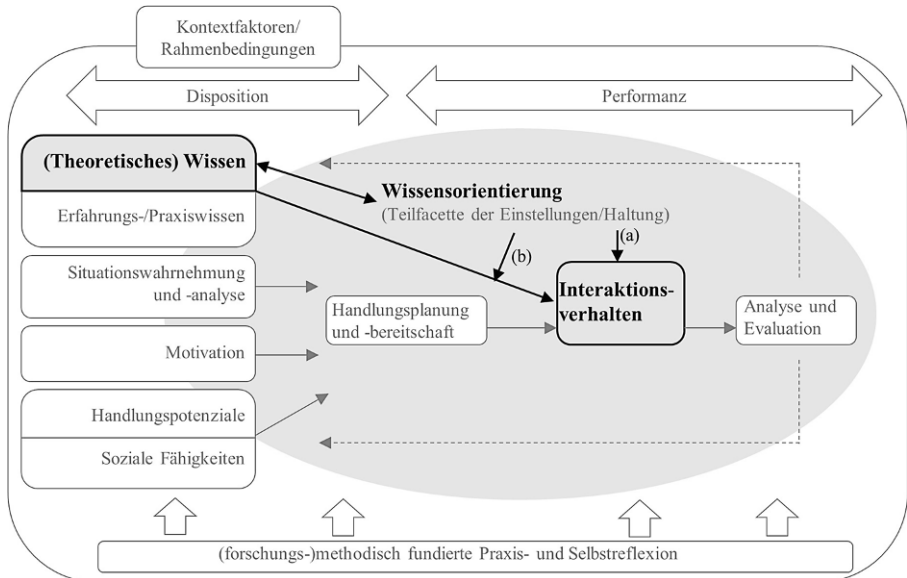 Kontextfaktoren/
Rahmenbedingungen
Disposition
Performanz
(Theoretisches) Wissen
Erfahrungs-/Praxiswissen
Wissensorientierung
(Teilfacette der Einstellungen/Haltung)
(b)
(a)
Situationswahrnehmung
und -analyse
Motivation
Handlungspotenziale
Soziale Fähigkeiten
Handlungsplanung
und -bereitschaft
Interaktions-
verhalten
Analyse und
Evaluation
(forschungs-)methodisch fundierte Praxis- und Selbstreflexion